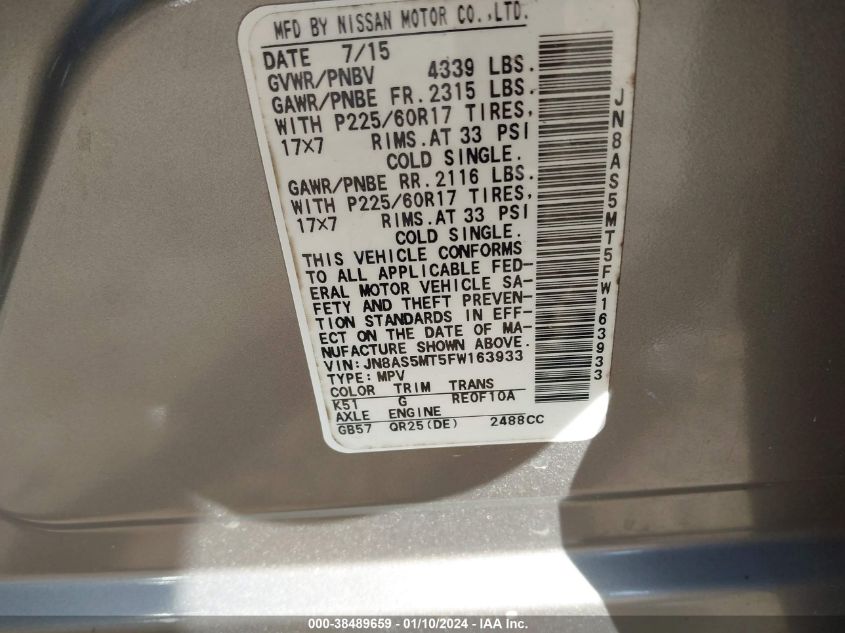 MFD BY NISSAN MOTOR CO.,LTD.
DATE 7/15
GVWR/PNBV 4339 LBS.
GAWR/PNBE FR. 2315 LBS.
WITH P225/60R17 TIRES,
17×7 RIMS.AT 33 PSI
COLD SINGLE.
GAWR/PNBE RR. 2116 LBS.
WITH P225/60R17 TIRES,
17×7 RIMS.AT 33 PSI
COLD SINGLE.
THIS VEHICLE CONFORMS
TO ALL APPLICABLE FED-
ERAL MOTOR VEHICLE SA-
FETY AND THEFT PREVEN-
TION STANDARDS IN EFF-
ECT ON THE DATE OF MA-
NUFACTURE SHOWN ABOVE.
VIN:JN8AS5MT5FW163933
TYPE:MPV
COLOR TRIM TRANS
K51 G RE0F10A
AXLE ENGINE
GB57 QR25(DE) 2488CC
JN8AS5MT5FW163933
000-38489659 - 01/10/2024 - IAA Inc.